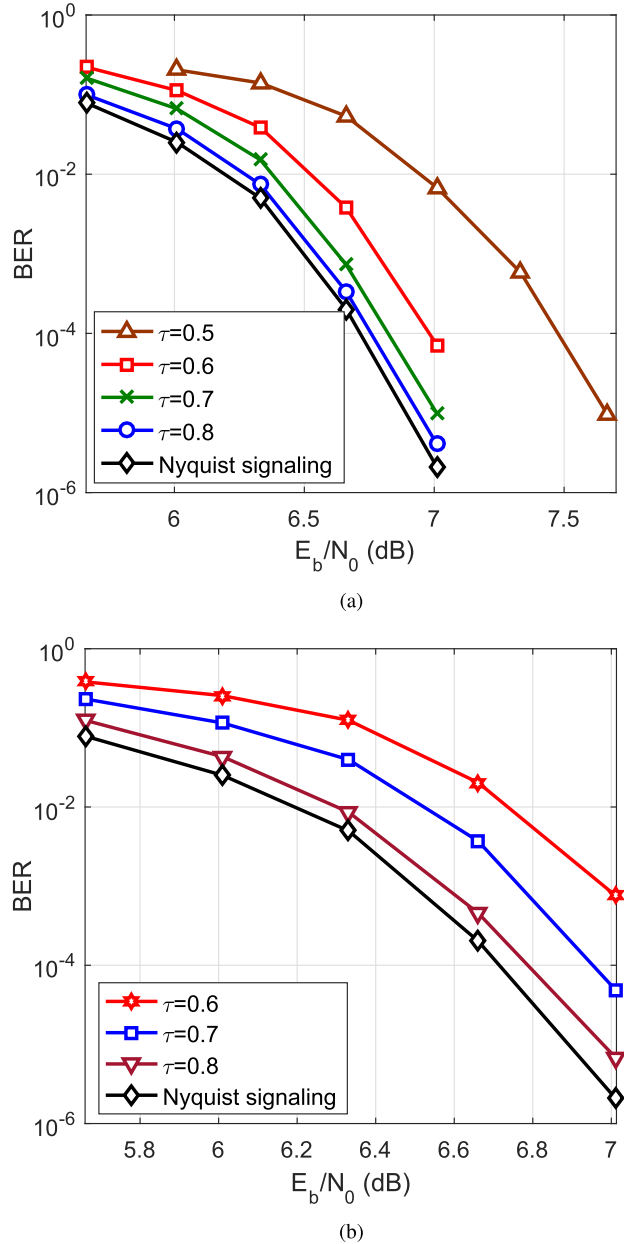 10^0
10^-2
10^-4
10^-6
BER
τ=0.5
τ=0.6
τ=0.7
τ=0.8
Nyquist signaling
6 6.5 7 7.5
E_b/N_0 (dB)
(a)
10^0
10^-2
10^-4
10^-6
BER
τ=0.6
τ=0.7
τ=0.8
Nyquist signaling
5.8 6 6.2 6.4 6.6 6.8 7
E_b/N_0 (dB)
(b)